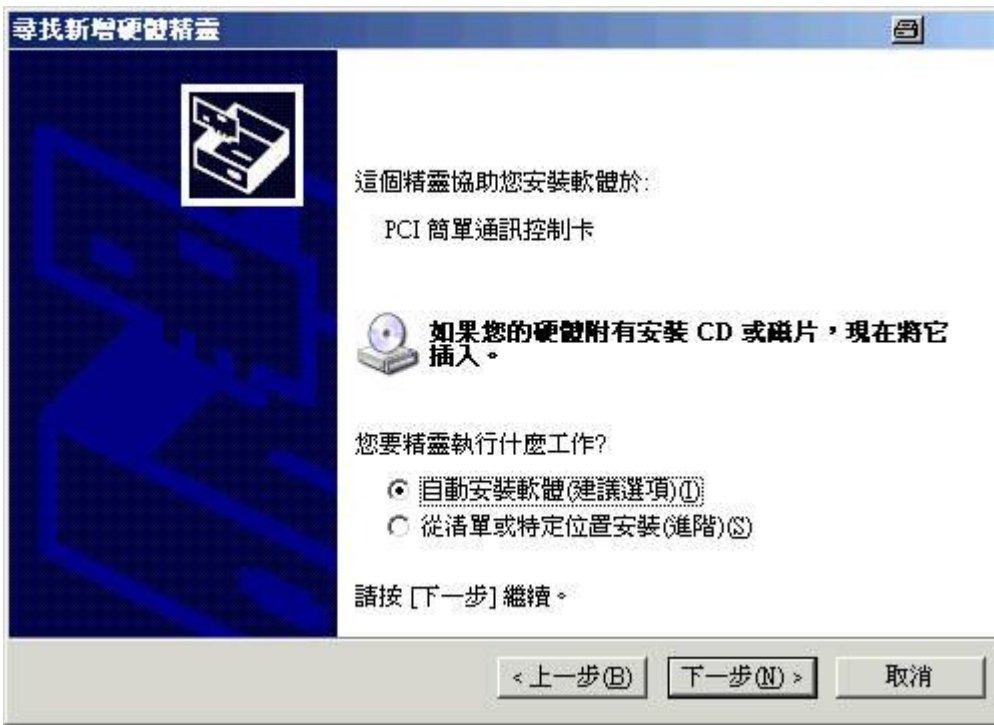 尋找新增硬體精靈
這個精靈協助您安裝軟體於:
PCI 簡單通訊控制卡
如果您的硬體附有安裝 CD 或磁片，現在將它
插入。
您要精靈執行什麼工作?
自動安裝軟體(建議選項)(I)
從清單或特定位置安裝(進階)(S)
請按 [下一步] 繼續。
< 上一步(B) 下一步(N) > 取消